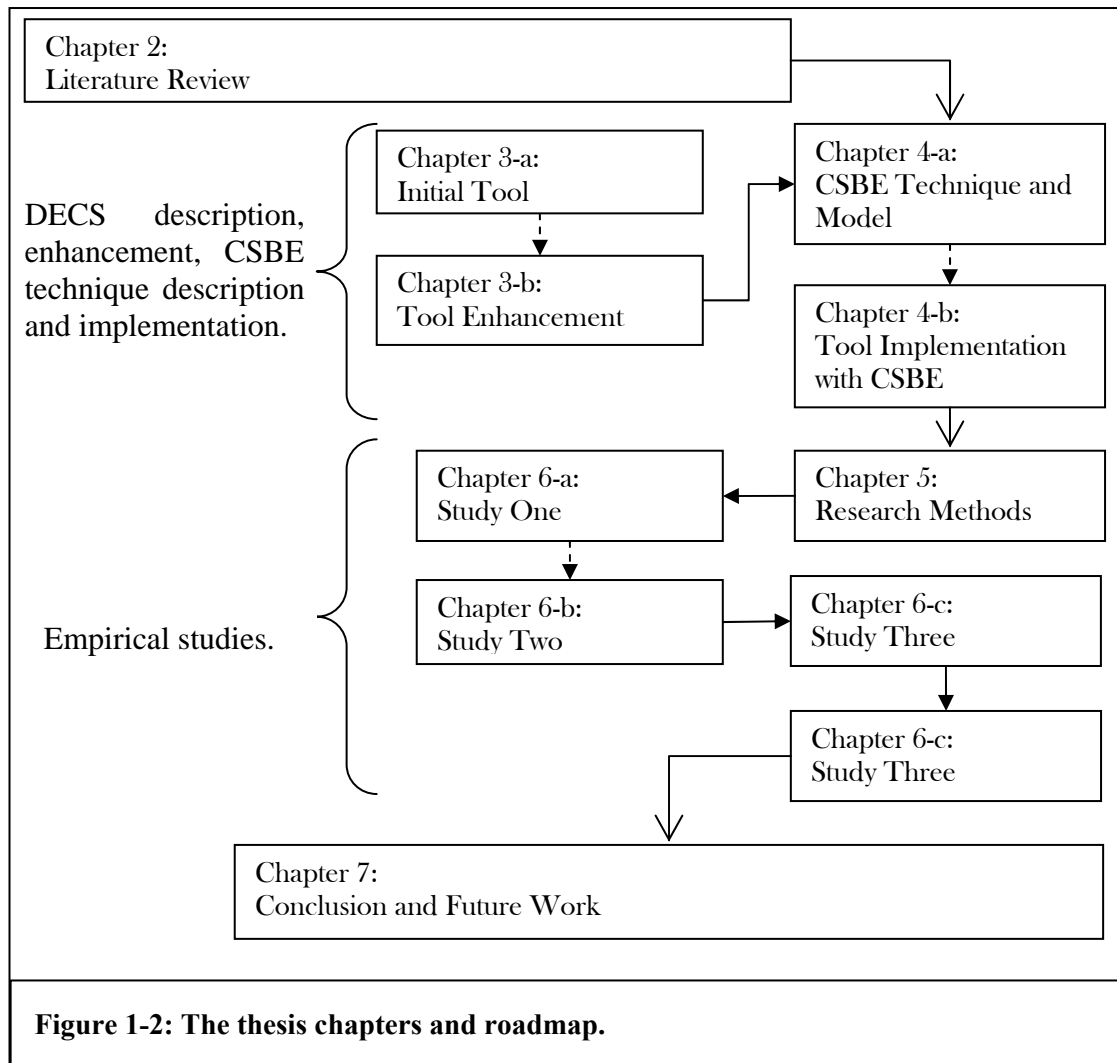 Chapter 2:
Literature Review
DECS description,
enhancement, CSBE
technique description
and implementation.
Chapter 3-a:
Initial Tool
Chapter 3-b:
Tool Enhancement
Chapter 4-a:
CSBE Technique and
Model
Chapter 4-b:
Tool Implementation
with CSBE
Empirical studies.
Chapter 5:
Research Methods
Chapter 6-a:
Study One
Chapter 6-b:
Study Two
Chapter 6-c:
Study Three
Chapter 6-c:
Study Three
Chapter 7:
Conclusion and Future Work
Figure 1-2: The thesis chapters and roadmap.